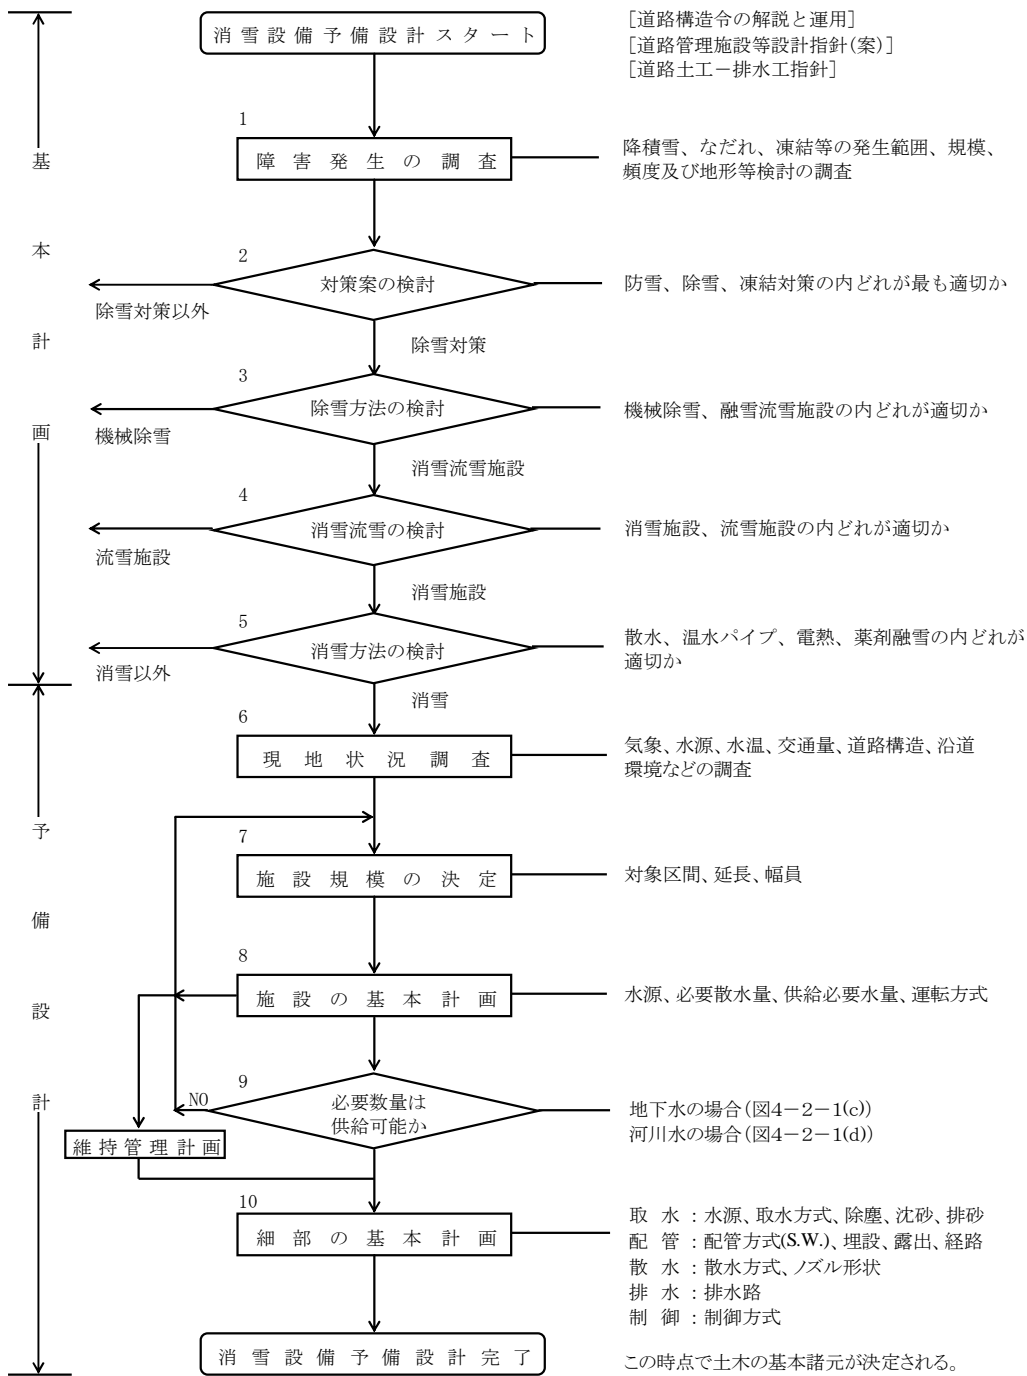 消雪設備予備設計スタート
[道路構造令の解説と運用]
[道路管理施設等設計指針(案)]
[道路土工－排水工指針]
基本計画
1
障害発生の調査
降積雪、なだれ、凍結等の発生範囲、規模、
頻度及び地形等検討の調査
2
対策案の検討
防雪、除雪、凍結対策の内どれが最も適切か
除雪対策以外
除雪対策
3
除雪方法の検討
機械除雪、融雪流雪施設の内どれが適切か
機械除雪
消雪流雪施設
4
消雪流雪の検討
消雪施設、流雪施設の内どれが適切か
流雪施設
消雪施設
5
消雪方法の検討
散水、温水パイプ、電熱、薬剤融雪の内どれが
適切か
消雪以外
消雪
予備設計
6
現地状況調査
気象、水源、水温、交通量、道路構造、沿道
環境などの調査
7
施設規模の決定
対象区間、延長、幅員
8
施設の基本計画
水源、必要散水量、供給必要水量、運転方式
9
必要数量は
供給可能か
NO
地下水の場合(図4－2－1(c))
河川水の場合(図4－2－1(d))
維持管理計画
10
細部の基本計画
取 水：水源、取水方式、除塵、沈砂、排砂
配 管：配管方式(S.W.)、埋設、露出、経路
散 水：散水方式、ノズル形状
排 水：排水路
制 御：制御方式
消雪設備予備設計完了
この時点で土木の基本諸元が決定される。